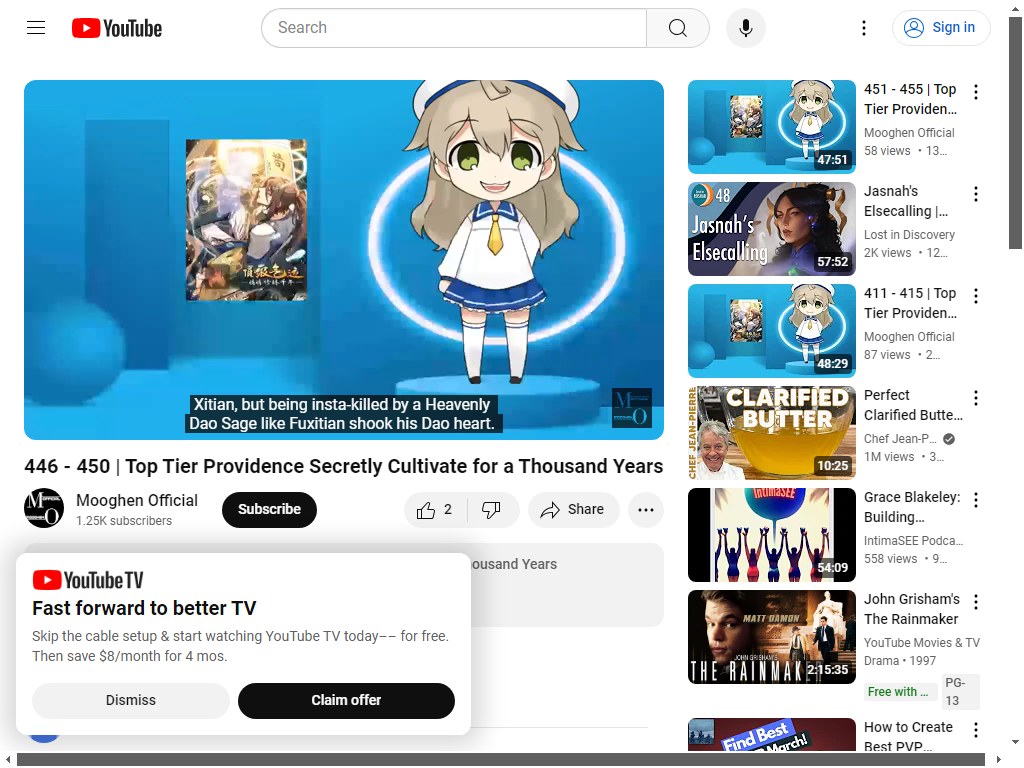 YouTube
Search
Sign in
Xitian, but being insta-killed by a Heavenly
Dao Sage like Fuxitian shook his Dao heart.
446 - 450 | Top Tier Providence Secretly Cultivate for a Thousand Years
Mooghen Official
1.25K subscribers
Subscribe
2
Share
ousand Years
YouTube TV
Fast forward to better TV
Skip the cable setup & start watching YouTube TV today–– for free.
Then save $8/month for 4 mos.
Dismiss
Claim offer
47:51
451 - 455 | Top
Tier Providen…
Mooghen Official
58 views • 13…
48
Jasnah's
Elsecalling
57:52
Jasnah's
Elsecalling |…
Lost in Discovery
2K views • 12…
48:29
411 - 415 | Top
Tier Providen…
Mooghen Official
87 views • 2…
CHEF JEAN-PIERRE
CLARIFIED
BUTTER
10:25
Perfect
Clarified Butte…
Chef Jean-P…
1M views • 3…
IntimaSEE
54:09
Grace Blakeley:
Building…
IntimaSEE Podca…
558 views • 9…
MATT DAMON
JOHN GRISHAM'S
THE RAINMAKER
2:15:35
John Grisham's
The Rainmaker
YouTube Movies & TV
Drama • 1997
Free with …
PG-
13
Find Best
March!
How to Create
Best PVP…